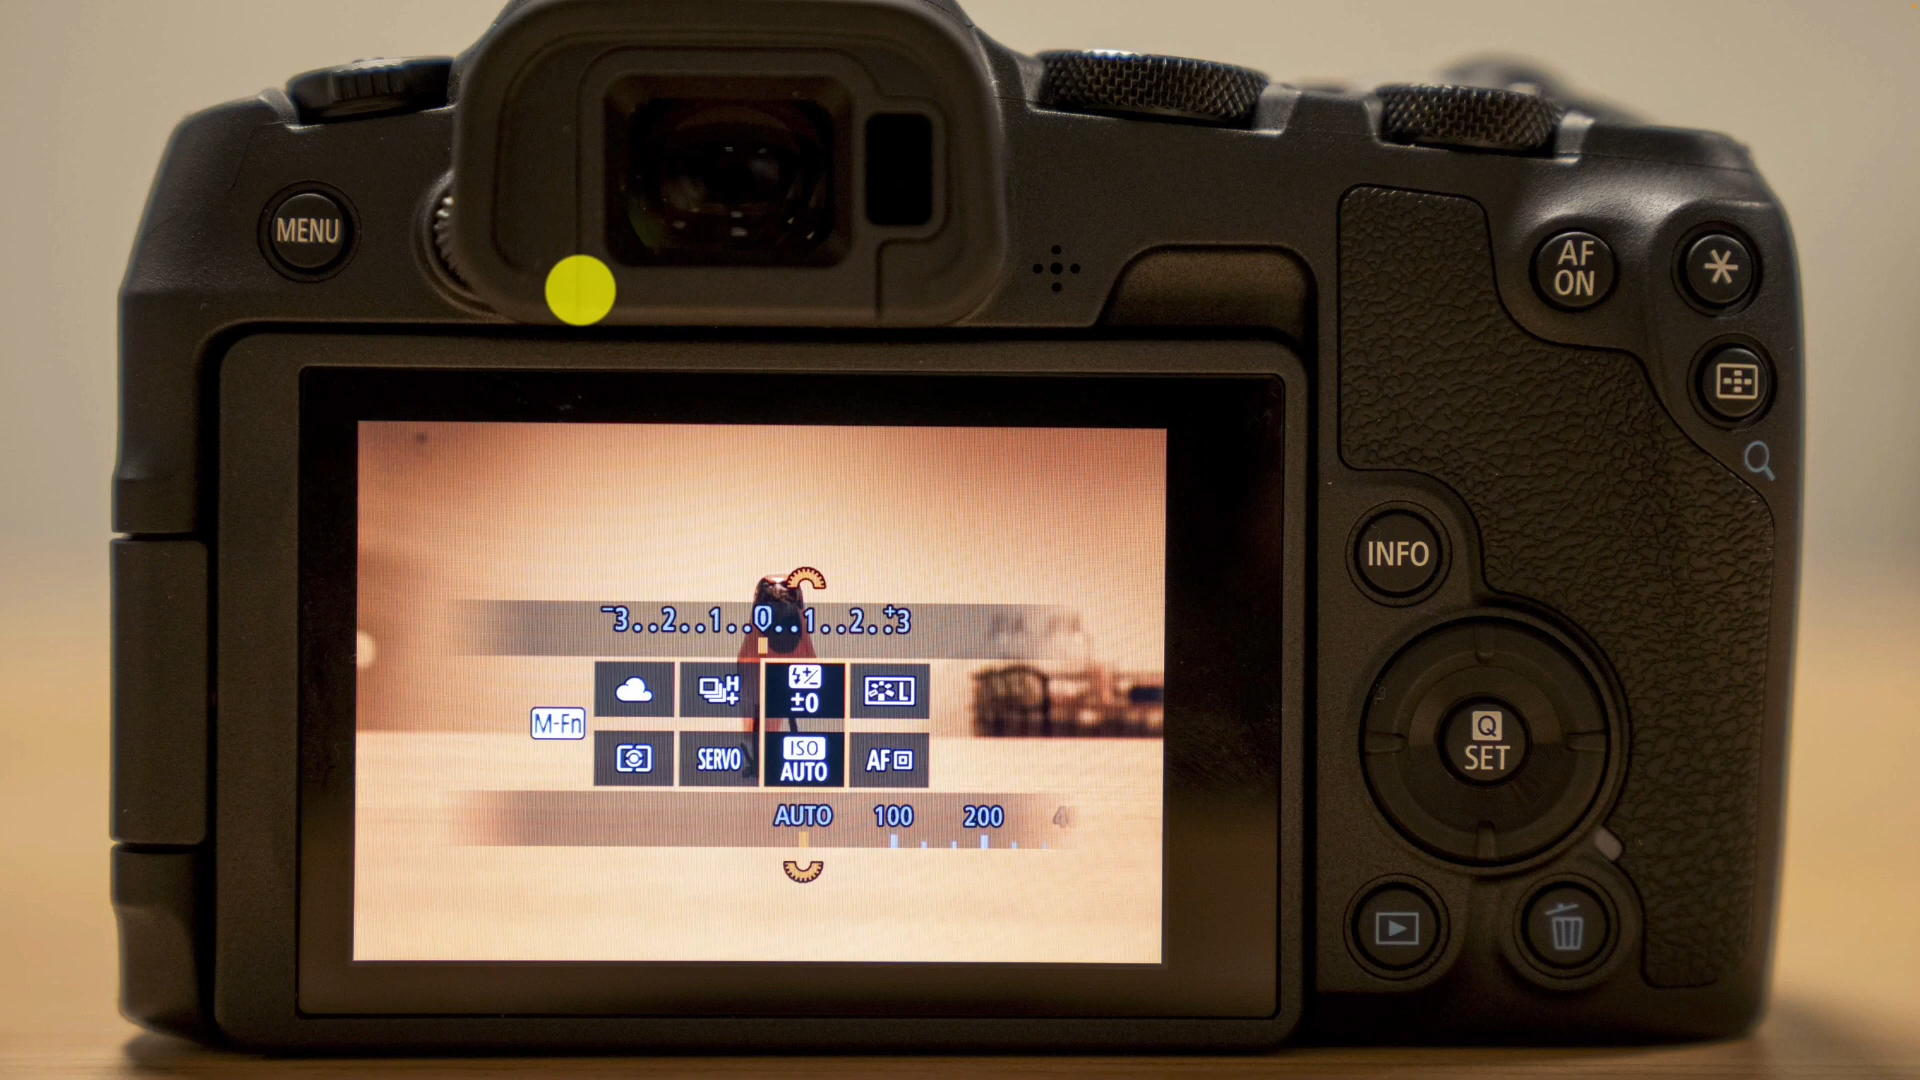 MENU
AF
ON
INFO
Q
SET
-3..2..1..0..1..2..+3
H
+
±0
L
M-Fn
SERVO
ISO
AUTO
AF
AUTO 100 200